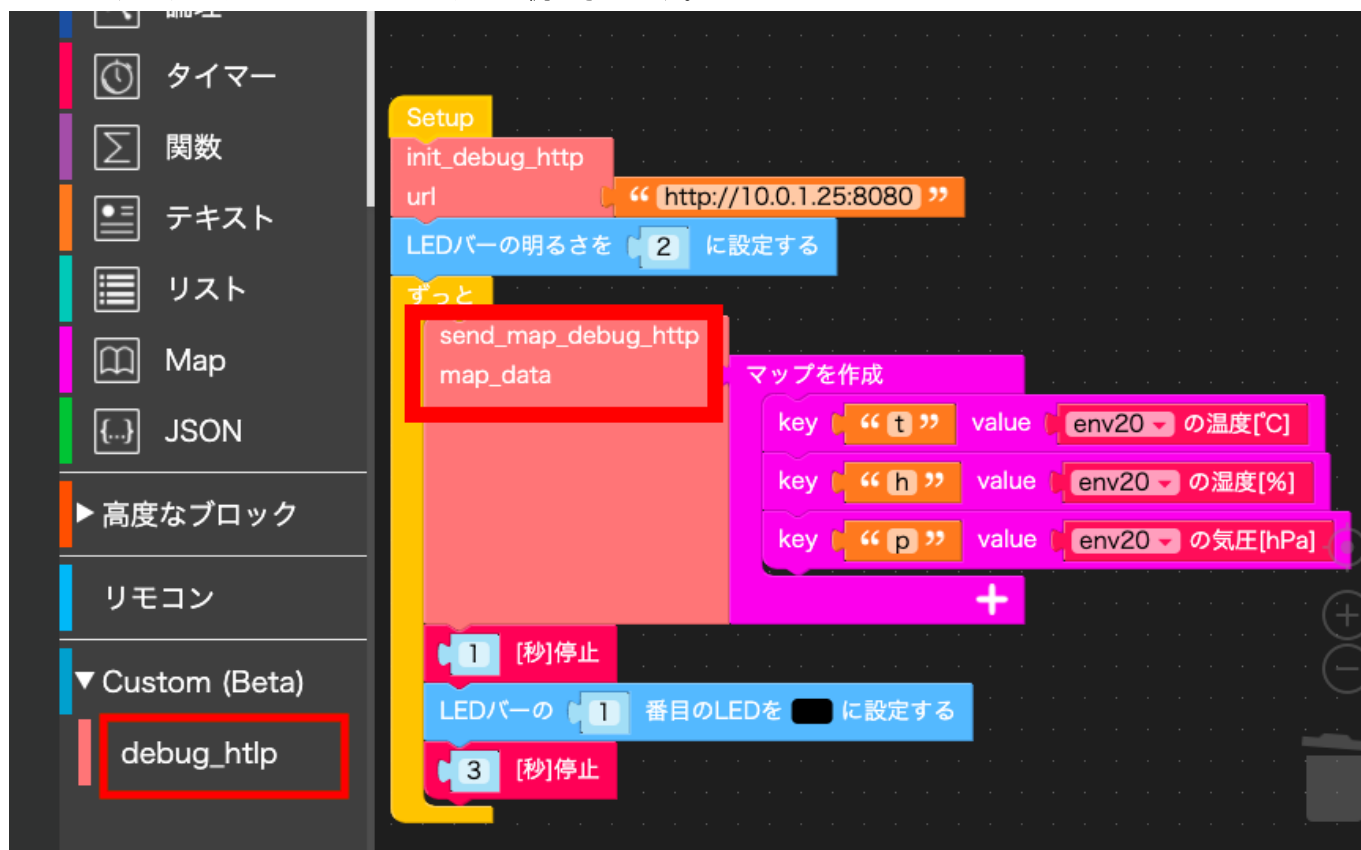 タイマー
関数
テキスト
リスト
Map
JSON
高度なブロック
リモコン
Custom (Beta)
debug_htlp
Setup
init_debug_http
url “ http://10.0.1.25:8080 ”
LEDバーの明るさを 2 に設定する
ずっと
send_map_debug_http
map_data マップを作成
key “ t ” value env20 の温度[℃]
key “ h ” value env20 の湿度[%]
key “ p ” value env20 の気圧[hPa]
1 [秒]停止
LEDバーの 1 番目のLEDを に設定する
3 [秒]停止